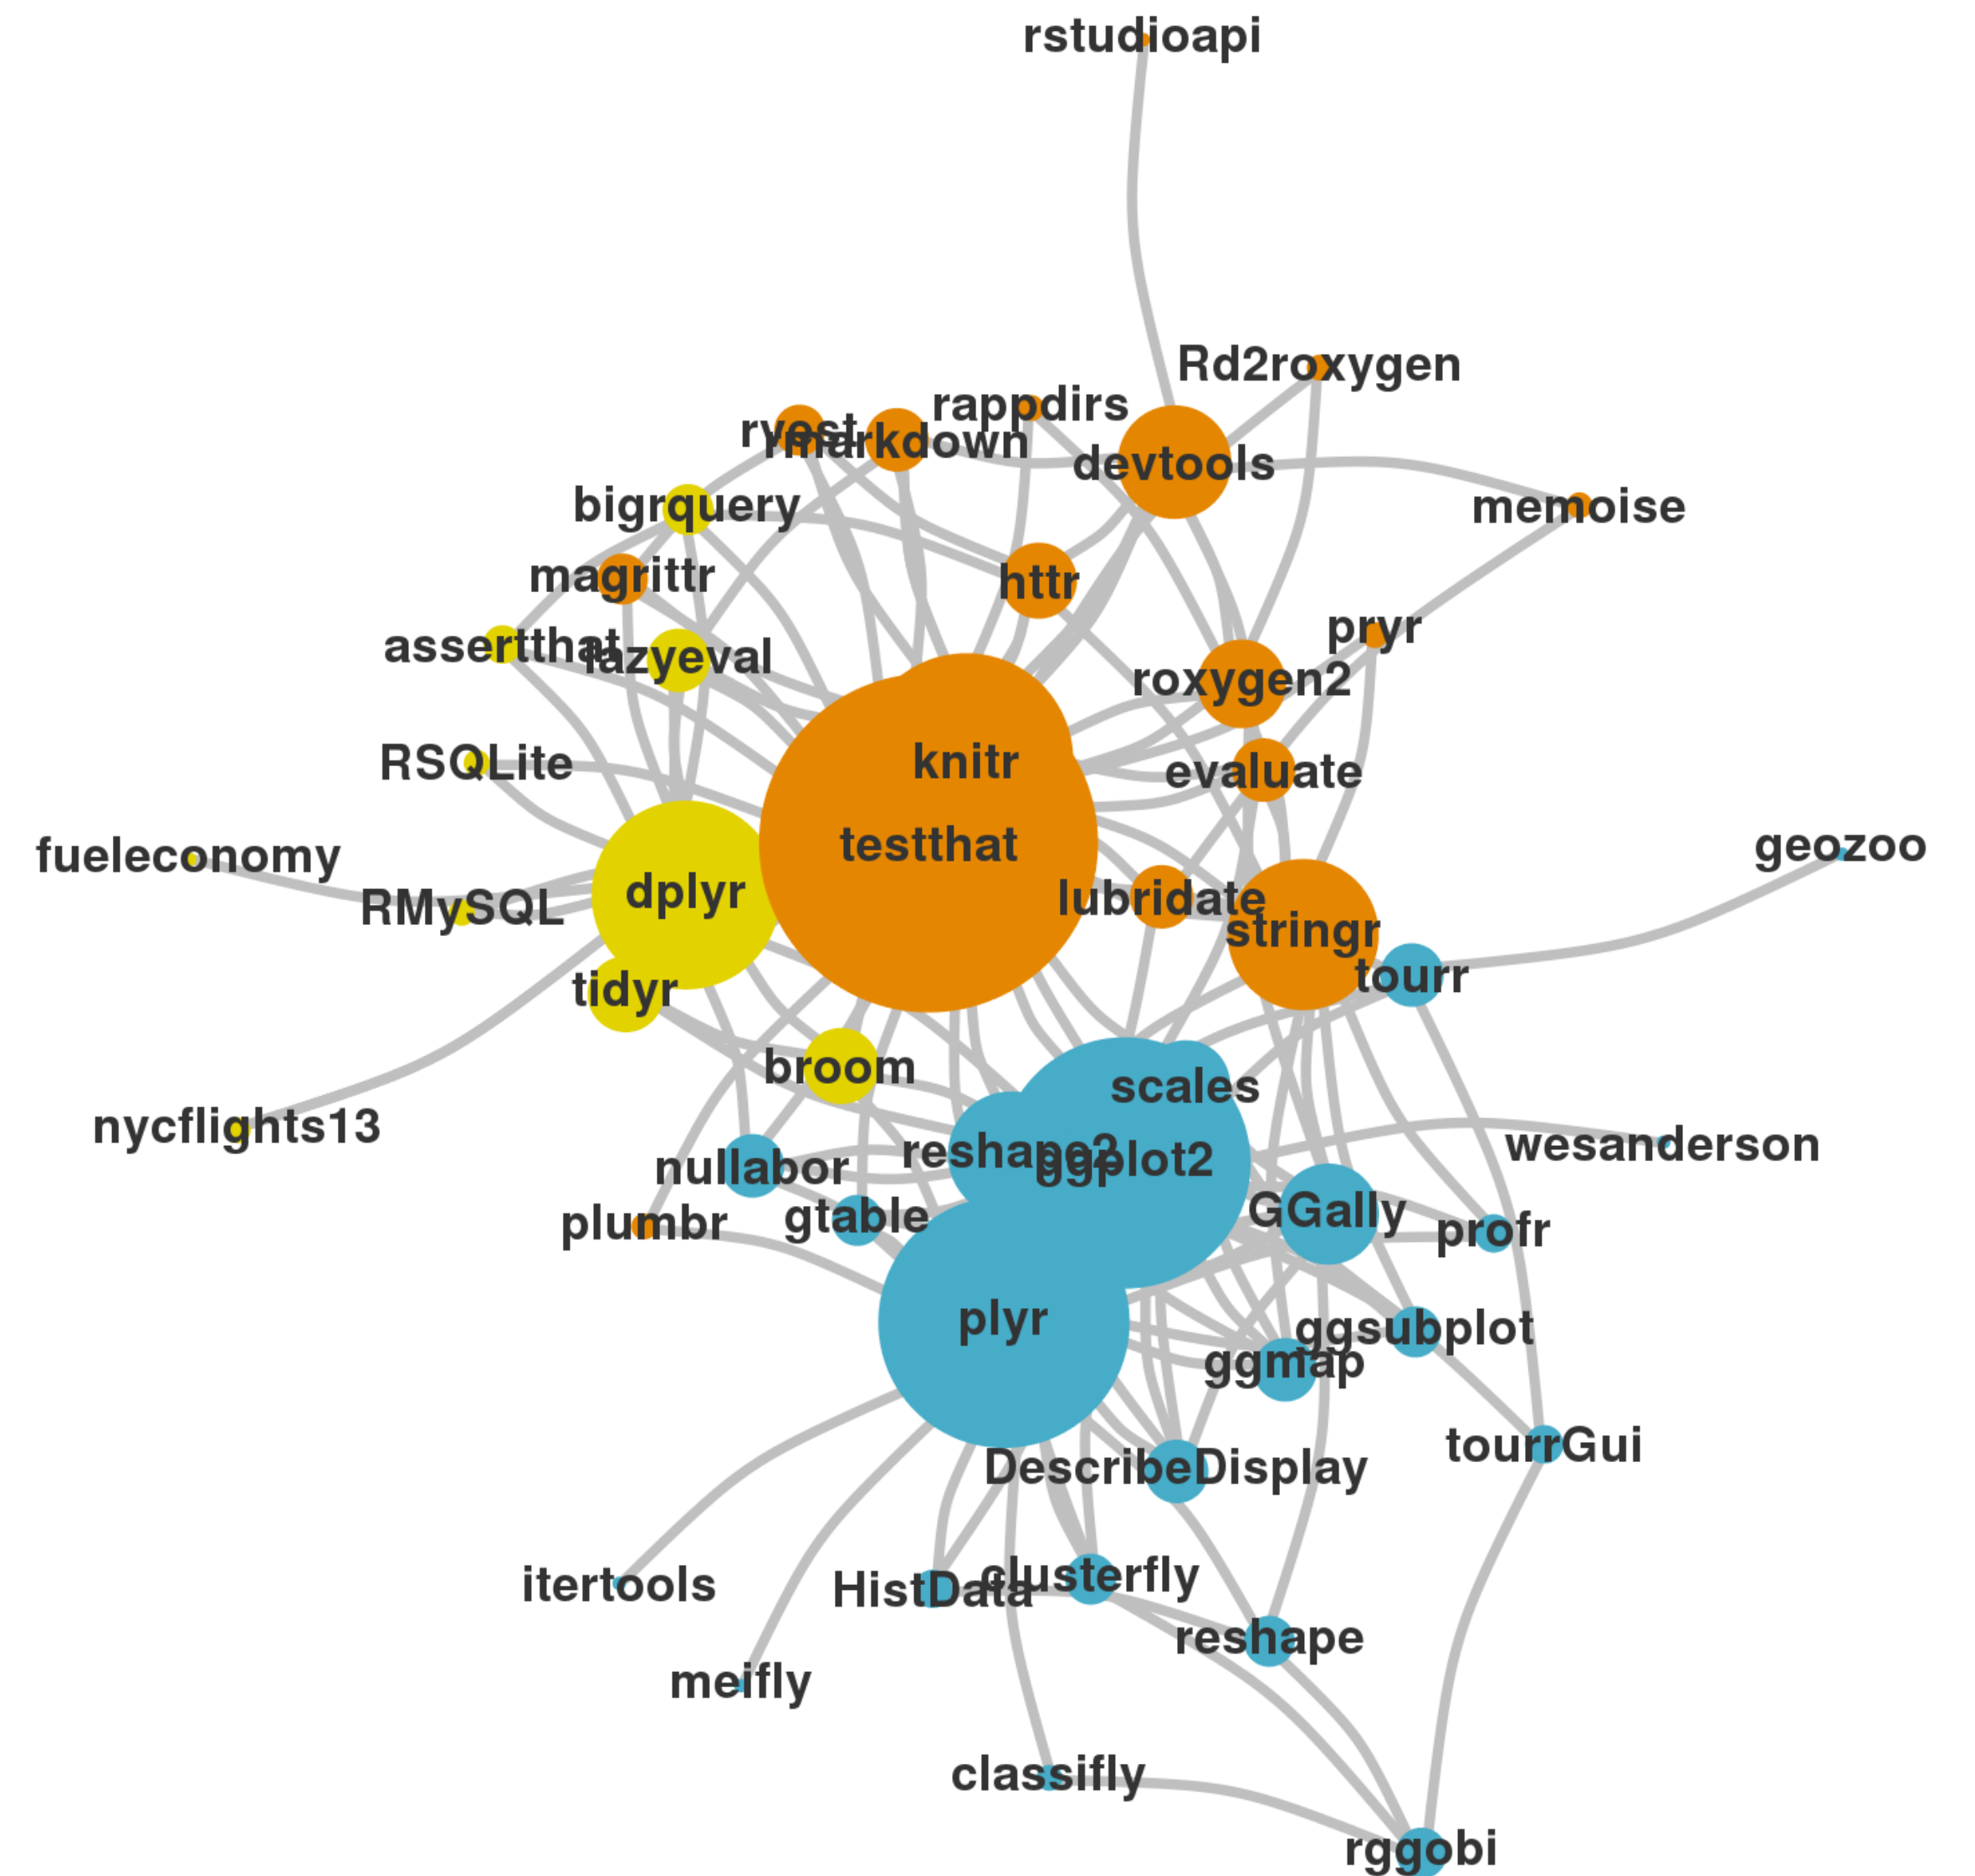 rstudioapi
Rd2roxygen
rappdirs
rvest
rmarkdown
devtools
bigrquery
memoise
magrittr
httr
pryr
assertthat
lazyeval
roxygen2
RSQLite
knitr
evaluate
fueleconomy
testthat
geozoo
RMySQL
dplyr
lubridate
stringr
tidyr
tourr
broom
scales
nycflights13
wesanderson
nullabor
reshape2
ggplot2
plumbr
gtable
GGally
profr
plyr
ggsubplot
ggmap
tourrGui
DescribeDisplay
itertools
HistData
clusterfly
reshape
meifly
classifly
rggobi